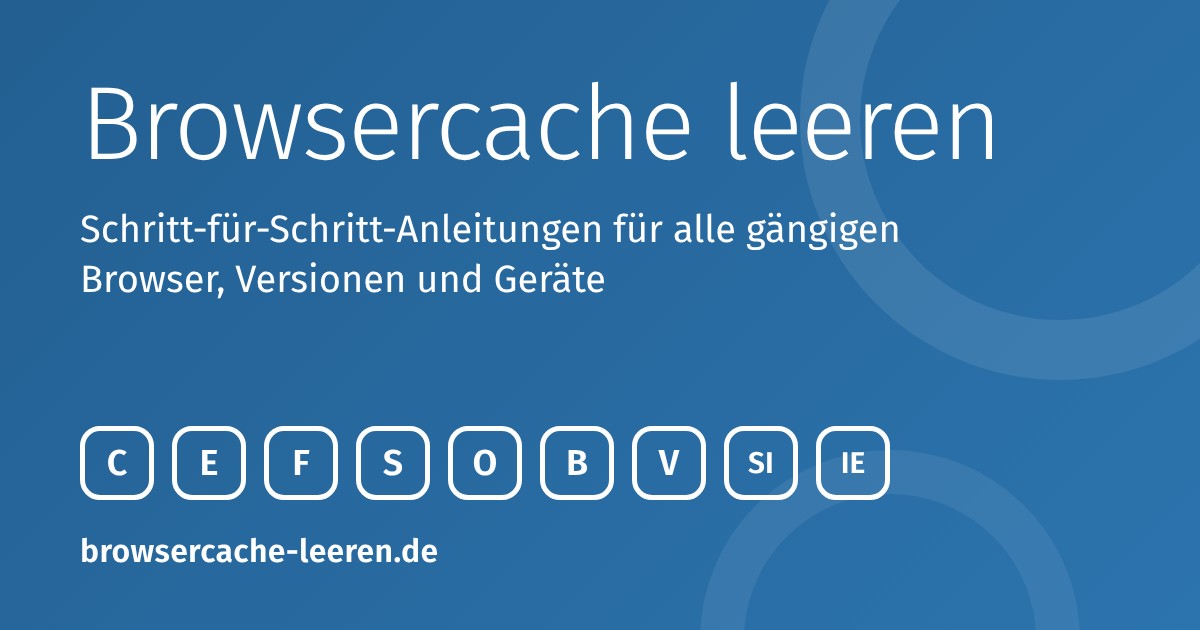 Browsercache leeren
Schritt-für-Schritt-Anleitungen für alle gängigen
Browser, Versionen und Geräte
C E F S O B V SI IE
browsercache-leeren.de